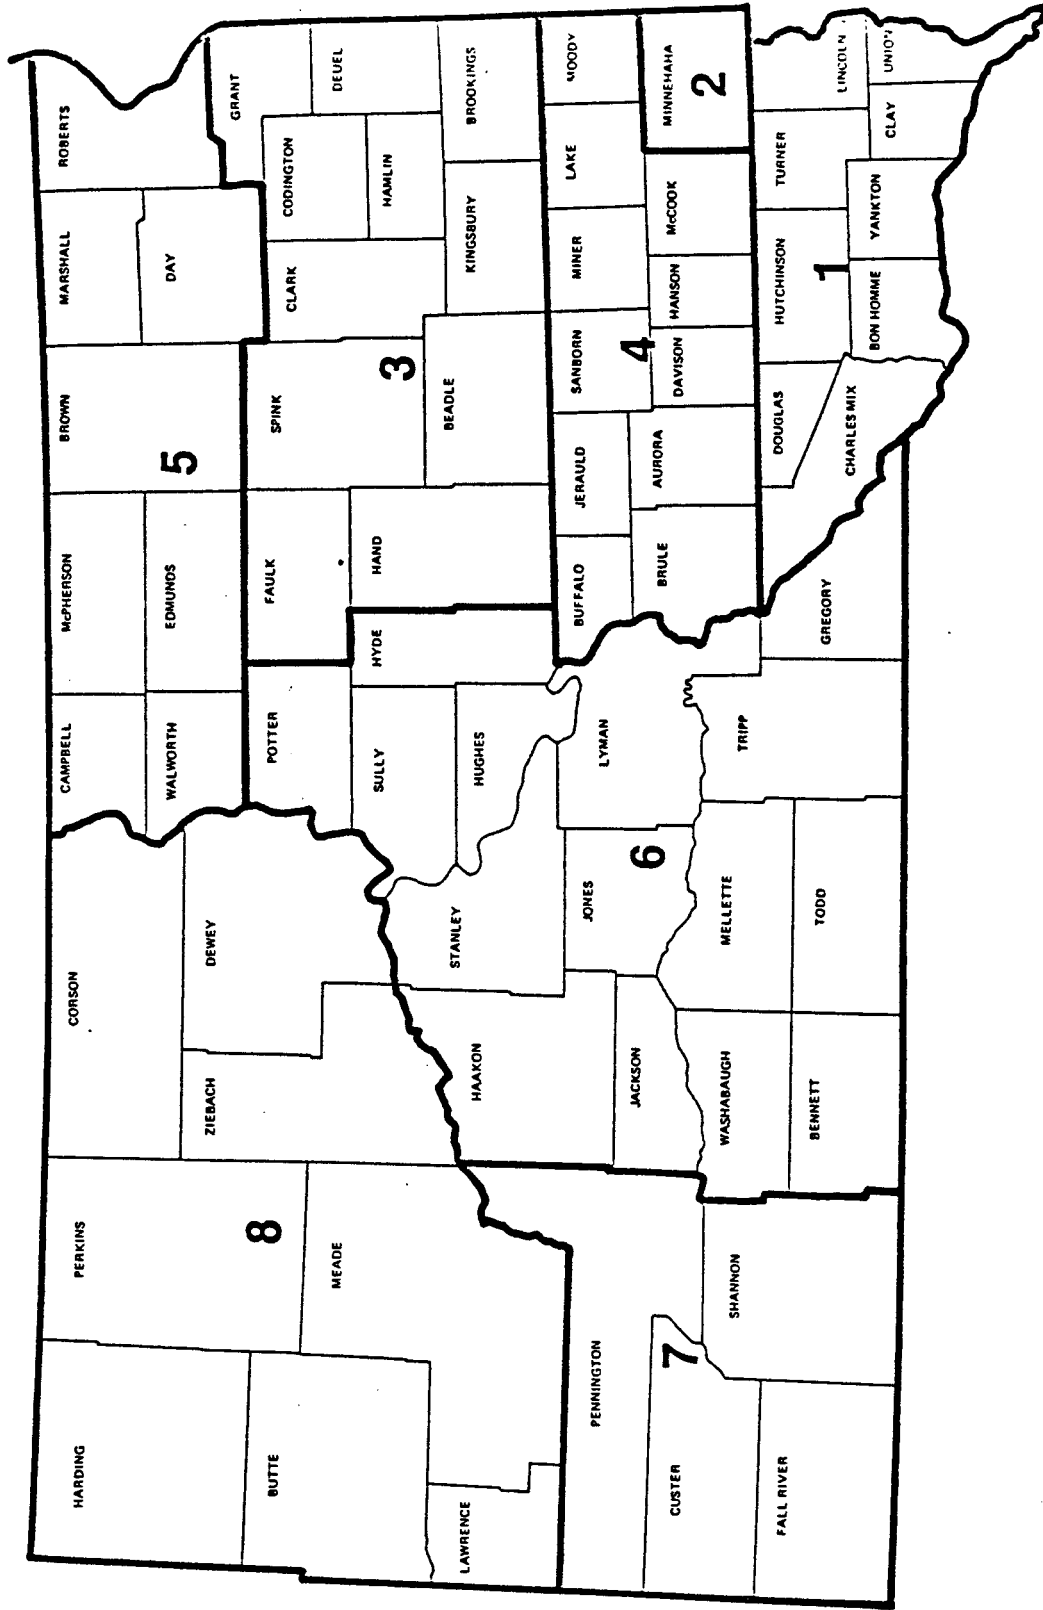 HARDING
PERKINS
CORSON
CAMPBELL
McPHERSON
BROWN
MARSHALL
ROBERTS
BUTTE
8
MEADE
ZIEBACH
DEWEY
WALWORTH
EDMUNDS
5
DAY
GRANT
POTTER
FAULK
SPINK
CLARK
CODINGTON
DEUEL
LAWRENCE
HAAKON
STANLEY
SULLY
HUGHES
HYDE
HAND
3
BEADLE
HAMLIN
KINGSBURY
BROOKINGS
PENNINGTON
JACKSON
JONES
6
LYMAN
BUFFALO
JERAULD
SANBORN
MINER
LAKE
MOODY
CUSTER
7
BRULE
AURORA
4
DAVISON
HANSON
McCOOK
MINNEHAHA
2
FALL RIVER
SHANNON
WASHABAUGH
MELLETTE
TRIPP
GREGORY
DOUGLAS
HUTCHINSON
TURNER
LINCOLN
BENNETT
TODD
CHARLES MIX
1
BON HOMME
YANKTON
CLAY
UNION